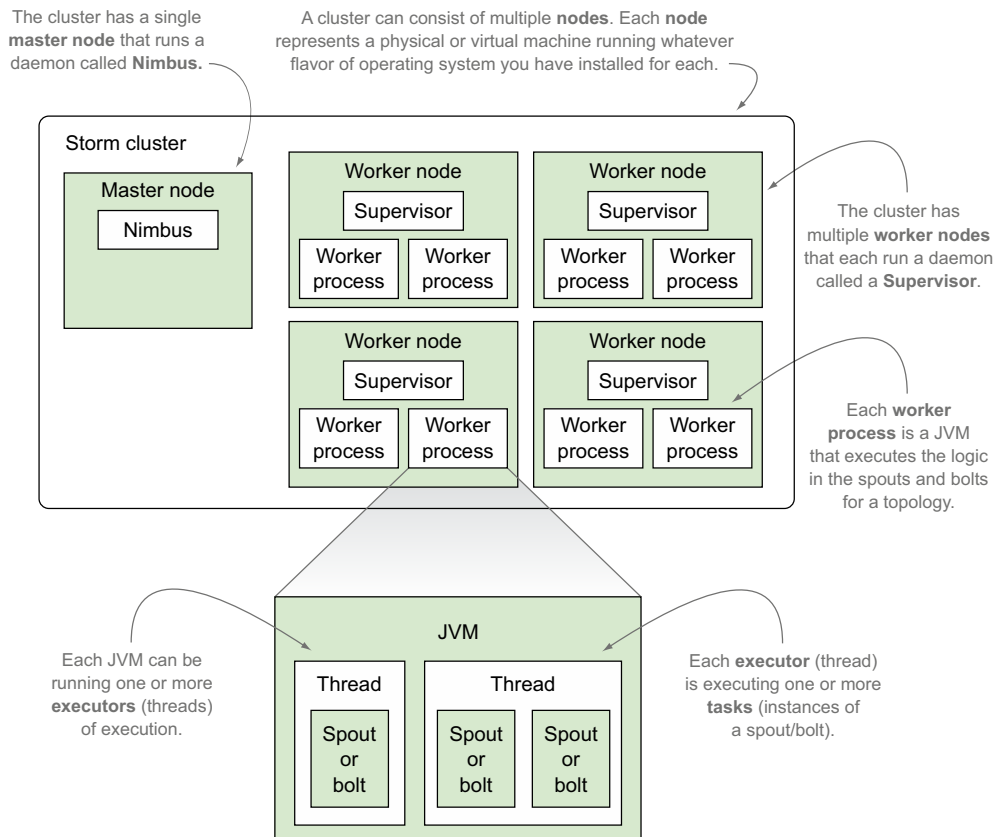 The cluster has a single
master node that runs a
daemon called Nimbus.
A cluster can consist of multiple nodes. Each node
represents a physical or virtual machine running whatever
flavor of operating system you have installed for each.
Storm cluster
Master node
Nimbus
Worker node
Supervisor
Worker
process
Worker
process
Worker node
Supervisor
Worker
process
Worker
process
The cluster has
multiple worker nodes
that each run a daemon
called a Supervisor.
Worker node
Supervisor
Worker
process
Worker
process
Worker node
Supervisor
Worker
process
Worker
process
Each worker
process is a JVM
that executes the logic
in the spouts and bolts
for a topology.
JVM
Each JVM can be
running one or more
executors (threads)
of execution.
Thread
Spout
or
bolt
Thread
Spout
or
bolt
Spout
or
bolt
Each executor (thread)
is executing one or more
tasks (instances of
a spout/bolt).